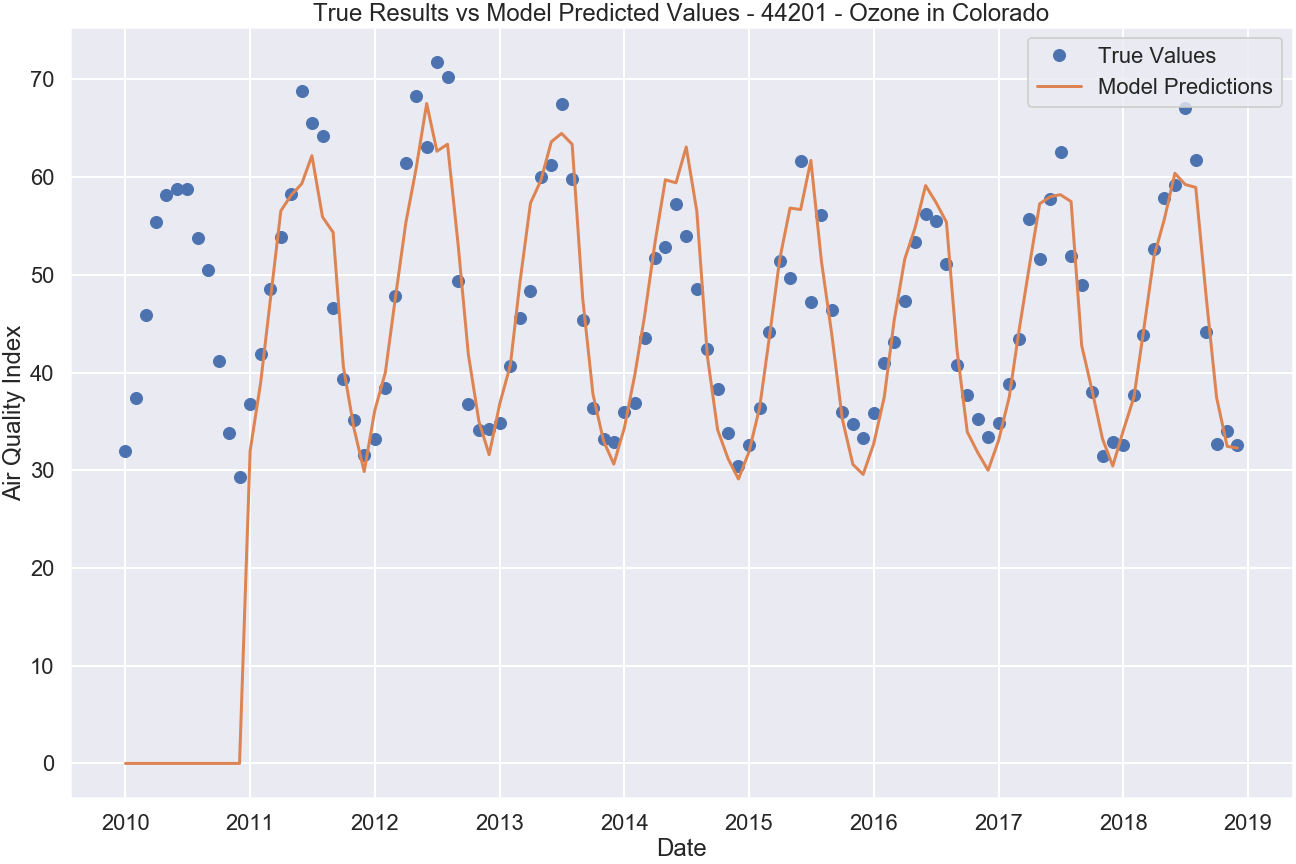 True Results vs Model Predicted Values - 44201 - Ozone in Colorado
True Values
Model Predictions
Air Quality Index
70
60
50
40
30
20
10
0
2010 2011 2012 2013 2014 2015 2016 2017 2018 2019
Date